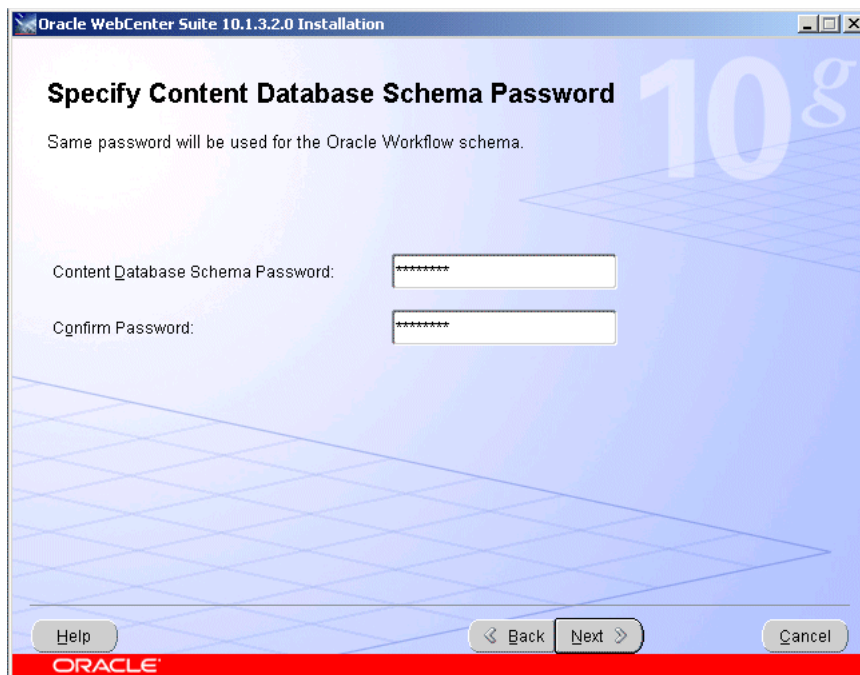 Oracle WebCenter Suite 10.1.3.2.0 Installation
10g
Specify Content Database Schema Password
Same password will be used for the Oracle Workflow schema.
Content Database Schema Password:
********
Confirm Password:
********
Help
Back
Next
Cancel
ORACLE